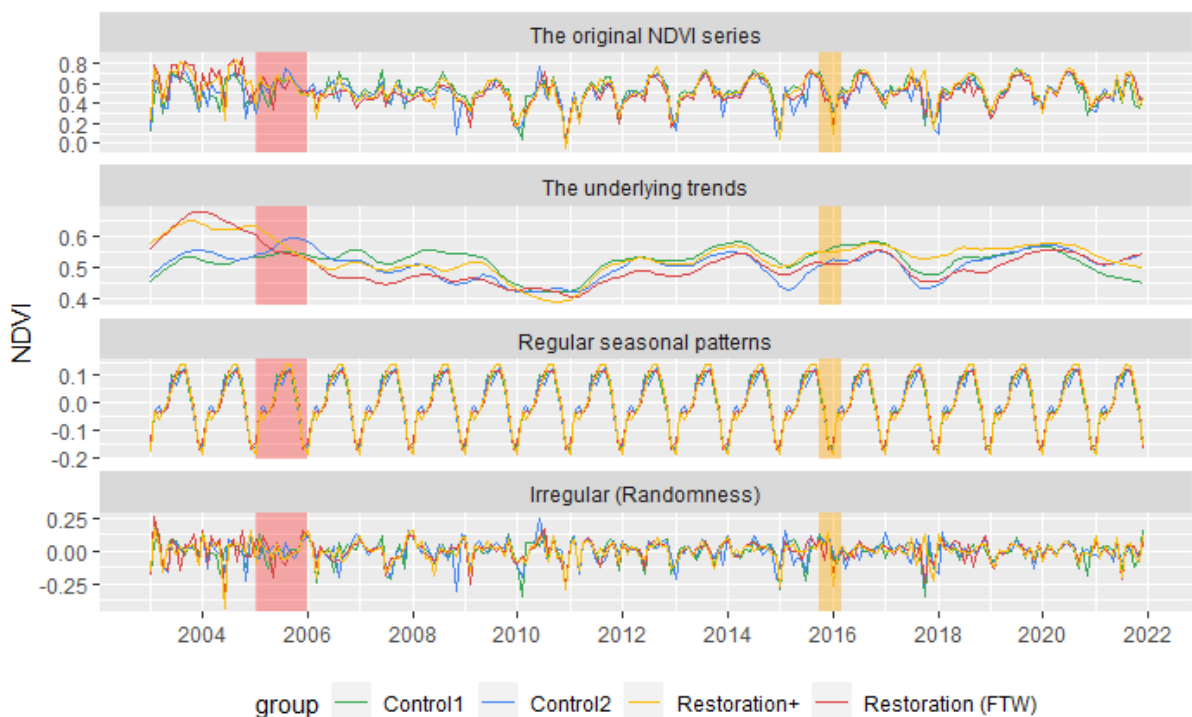 The original NDVI series
0.8
0.6
0.4
0.2
0.0
The underlying trends
0.6
0.5
0.4
NDVI
Regular seasonal patterns
0.1
0.0
-0.1
-0.2
Irregular (Randomness)
0.25
0.00
-0.25
2004 2006 2008 2010 2012 2014 2016 2018 2020 2022
group Control1 Control2 Restoration+ Restoration (FTW)